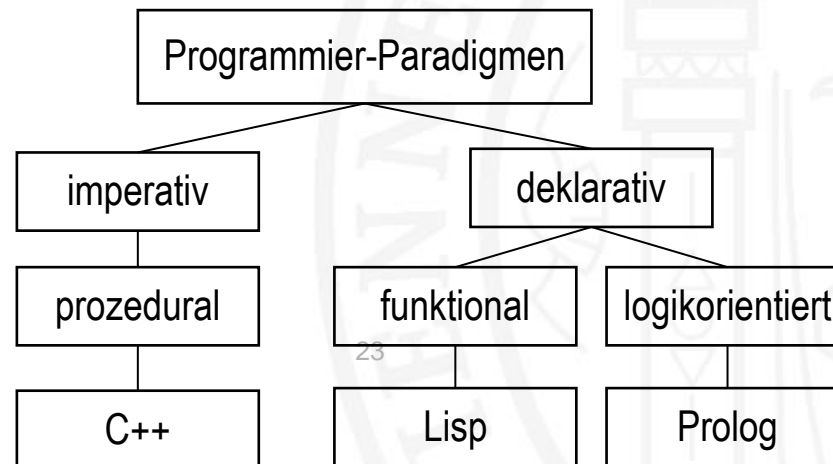 Programmier-Paradigmen
imperativ
deklarativ
prozedural
funktional
logikorientiert
23
C++
Lisp
Prolog